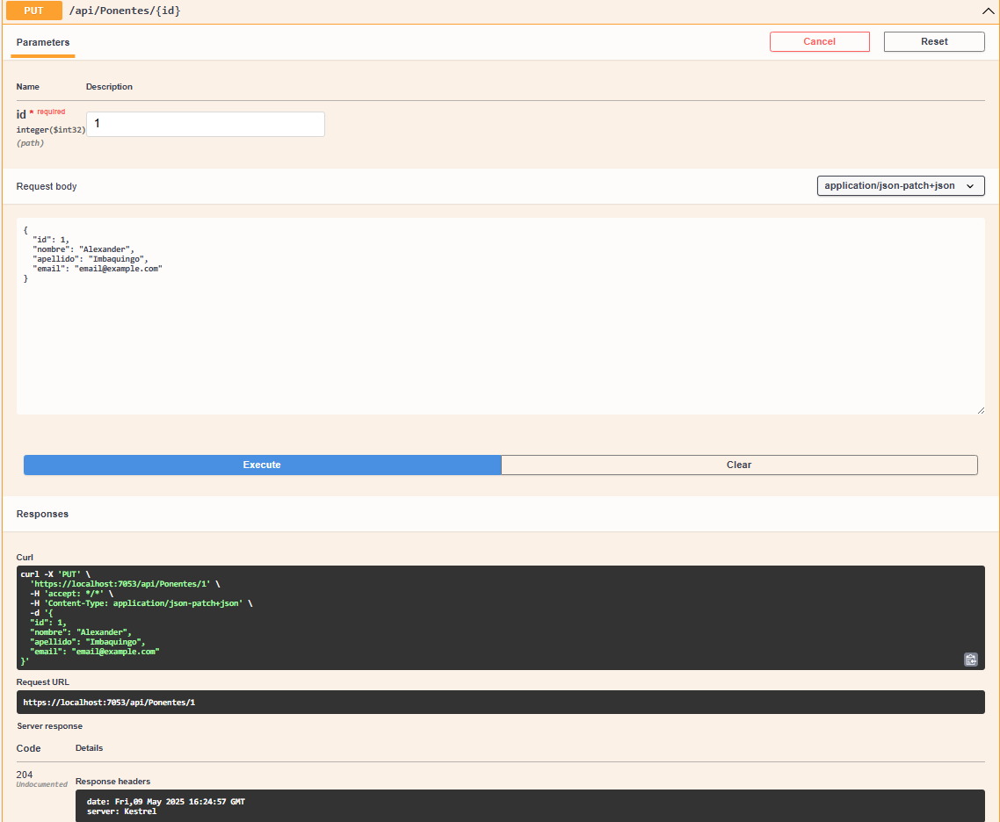 PUT /api/Ponentes/{id}
Parameters Cancel Reset
Name Description
id * required
1
integer($int32)
(path)
Request body application/json-patch+json
{
  "id": 1,
  "nombre": "Alexander",
  "apellido": "Imbaquingo",
  "email": "email@example.com"
}
Execute Clear
Responses
Curl
curl -X 'PUT' \
  'https://localhost:7053/api/Ponentes/1' \
  -H 'accept: */*' \
  -H 'Content-Type: application/json-patch+json' \
  -d '{
  "id": 1,
  "nombre": "Alexander",
  "apellido": "Imbaquingo",
  "email": "email@example.com"
}'
Request URL
https://localhost:7053/api/Ponentes/1
Server response
Code Details
204
Undocumented
Response headers
date: Fri,09 May 2025 16:24:57 GMT
server: Kestrel